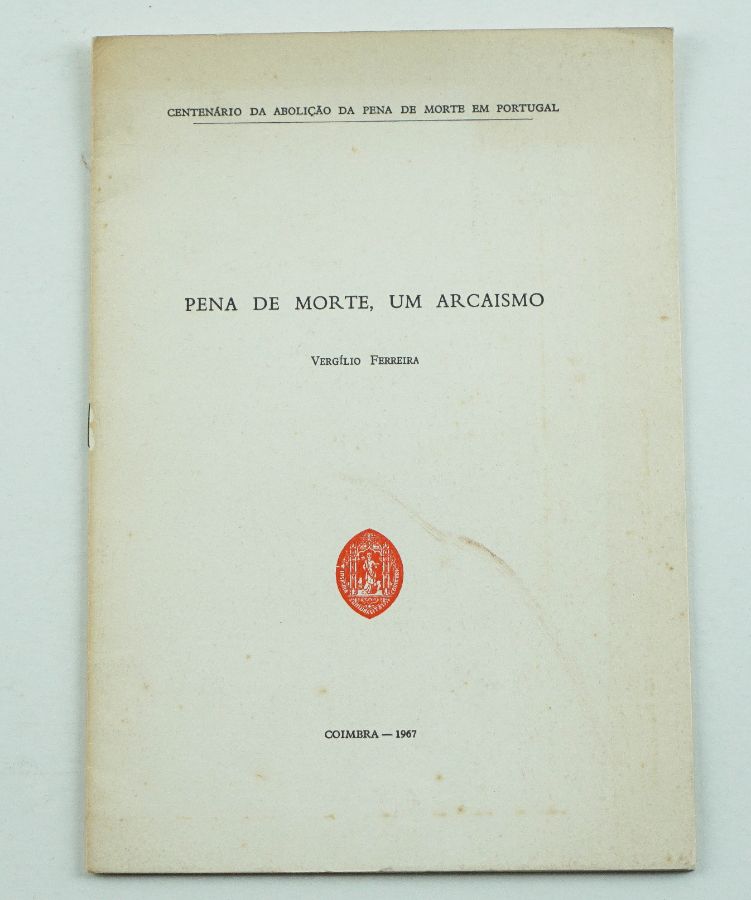 CENTENÁRIO DA ABOLIÇÃO DA PENA DE MORTE EM PORTUGAL
PENA DE MORTE, UM ARCAISMO
VERGÍLIO FERREIRA
COIMBRA — 1967